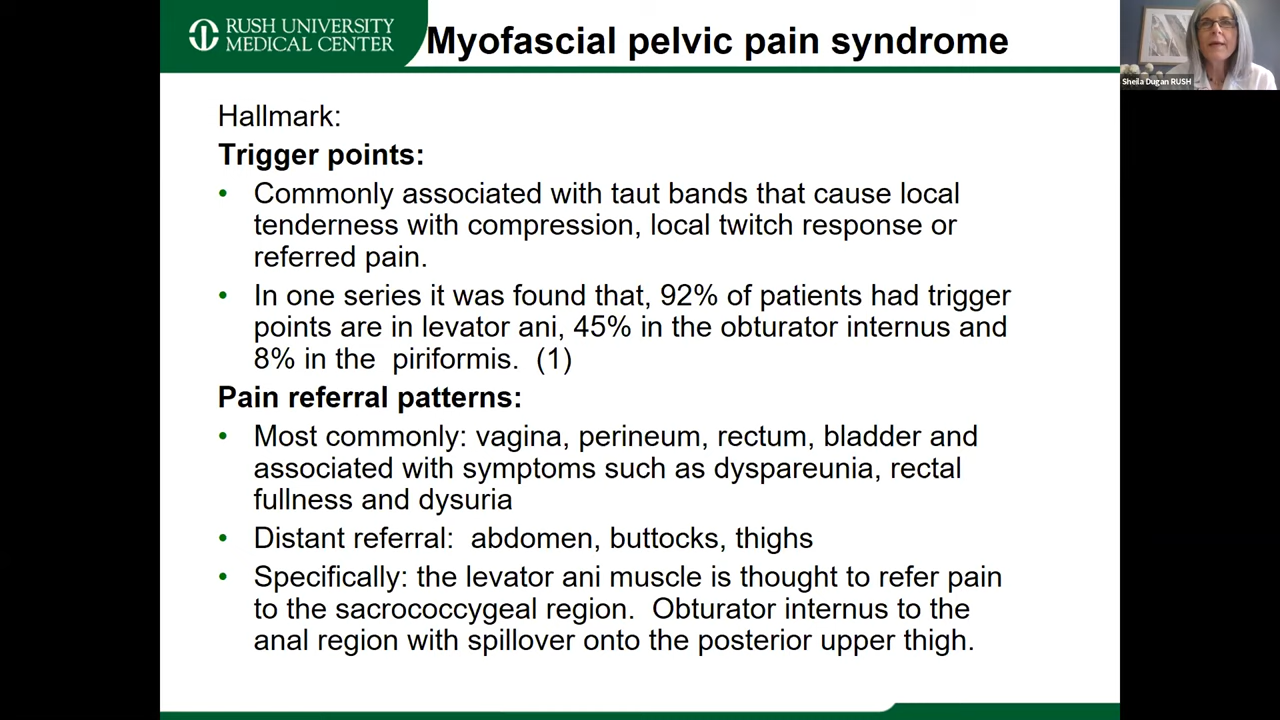 RUSH UNIVERSITY
MEDICAL CENTER
Myofascial pelvic pain syndrome
Sheila Dugan RUSH
Hallmark:
Trigger points:
• Commonly associated with taut bands that cause local
tenderness with compression, local twitch response or
referred pain.
• In one series it was found that, 92% of patients had trigger
points are in levator ani, 45% in the obturator internus and
8% in the  piriformis.  (1)
Pain referral patterns:
• Most commonly: vagina, perineum, rectum, bladder and
associated with symptoms such as dyspareunia, rectal
fullness and dysuria
• Distant referral:  abdomen, buttocks, thighs
• Specifically: the levator ani muscle is thought to refer pain
to the sacrococcygeal region.  Obturator internus to the
anal region with spillover onto the posterior upper thigh.